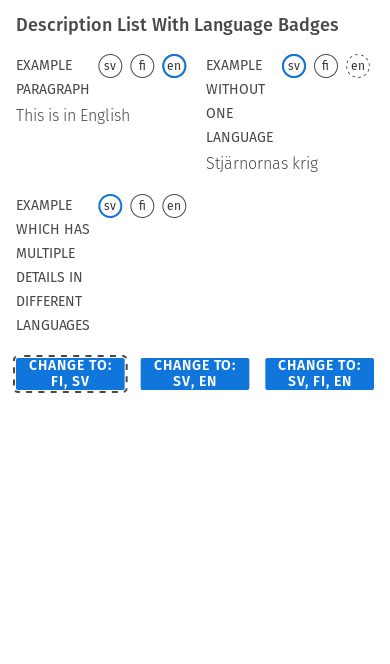 Description List With Language Badges
EXAMPLE PARAGRAPH
sv fi en
This is in English
EXAMPLE WITHOUT ONE LANGUAGE
sv fi en
Stjärnornas krig
EXAMPLE WHICH HAS MULTIPLE DETAILS IN DIFFERENT LANGUAGES
sv fi en
CHANGE TO: FI, SV
CHANGE TO: SV, EN
CHANGE TO: SV, FI, EN